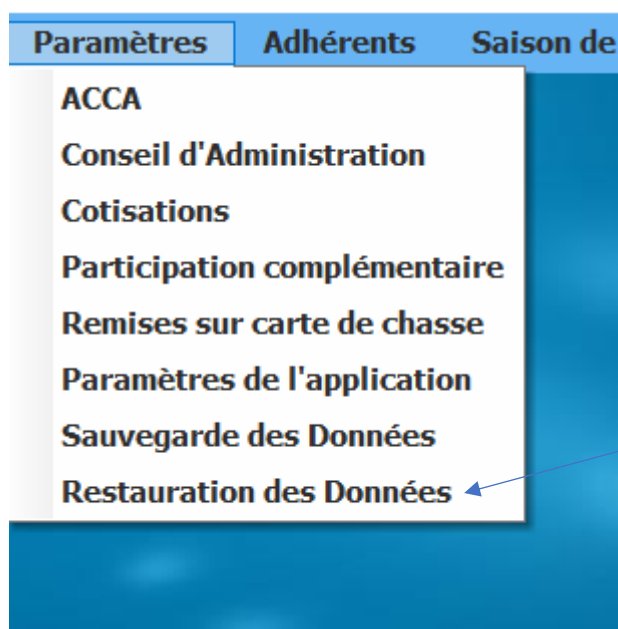 Paramètres Adhérents Saison de
ACCA
Conseil d'Administration
Cotisations
Participation complémentaire
Remises sur carte de chasse
Paramètres de l'application
Sauvegarde des Données
Restauration des Données